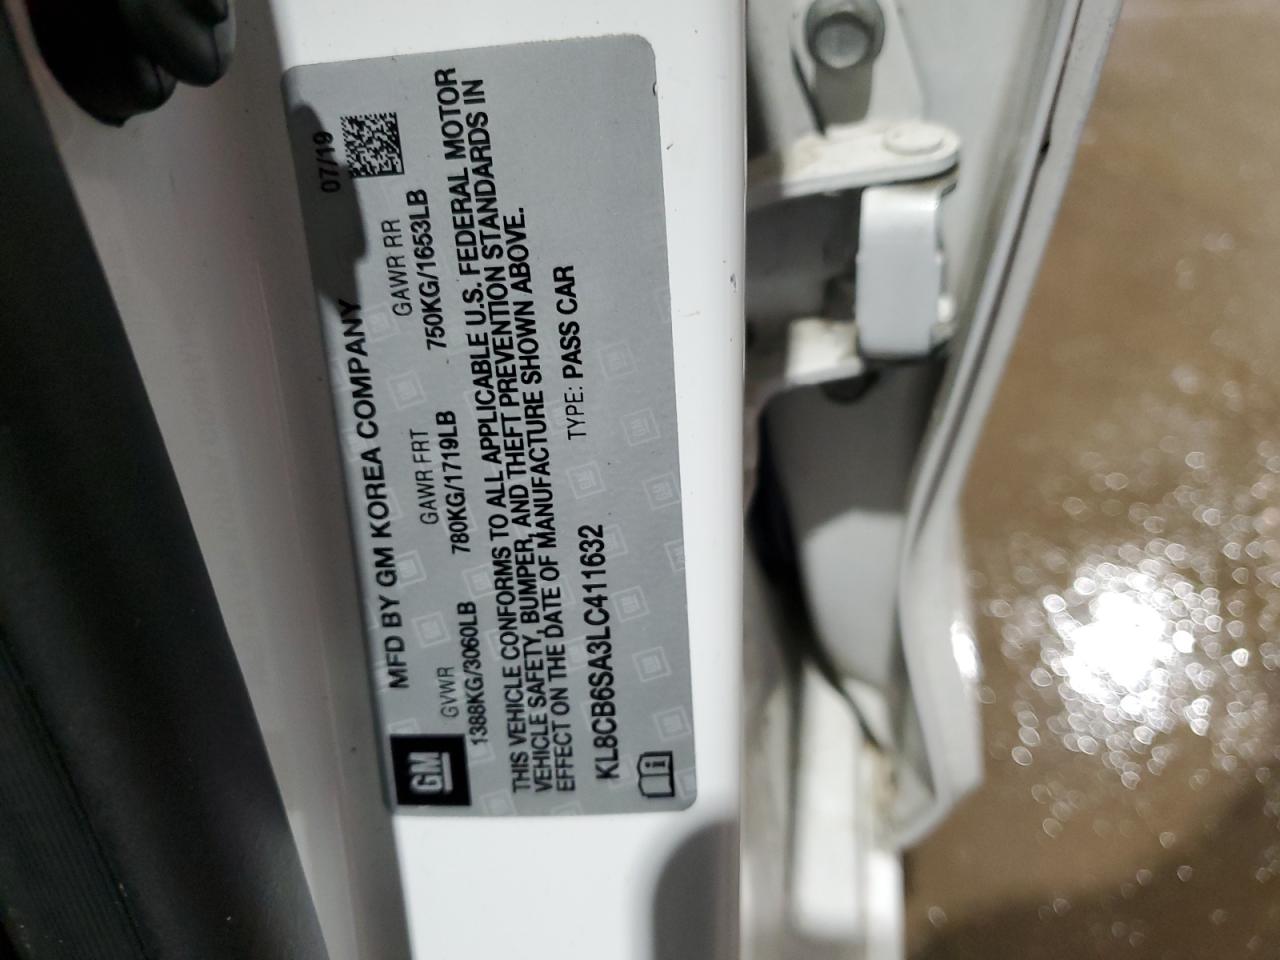 GM
MFD BY GM KOREA COMPANY 07/19
GVWR GAWR FRT GAWR RR
1388KG/3060LB 780KG/1719LB 750KG/1653LB
THIS VEHICLE CONFORMS TO ALL APPLICABLE U.S. FEDERAL MOTOR
VEHICLE SAFETY, BUMPER, AND THEFT PREVENTION STANDARDS IN
EFFECT ON THE DATE OF MANUFACTURE SHOWN ABOVE.
KL8CB6SA3LC411632 TYPE: PASS CAR